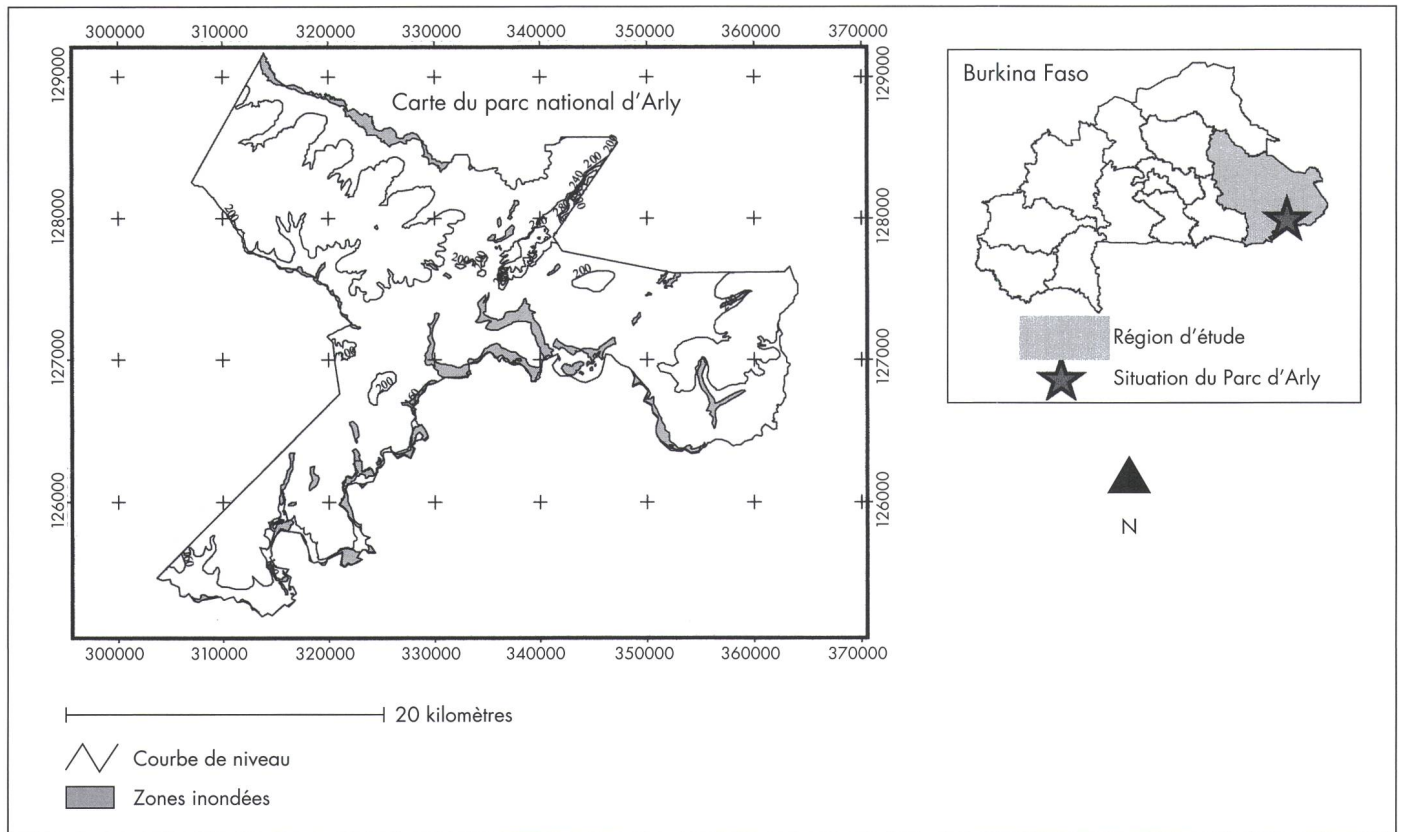 300000 310000 320000 330000 340000 350000 360000 370000
Carte du parc national d'Arly
129000
128000
127000
126000
129000
128000
127000
126000
200
200
240
200
200
200
200
200
300000 310000 320000 330000 340000 350000 360000 370000
20 kilomètres
Courbe de niveau
Zones inondées
Burkina Faso
Région d'étude
Situation du Parc d'Arly
N